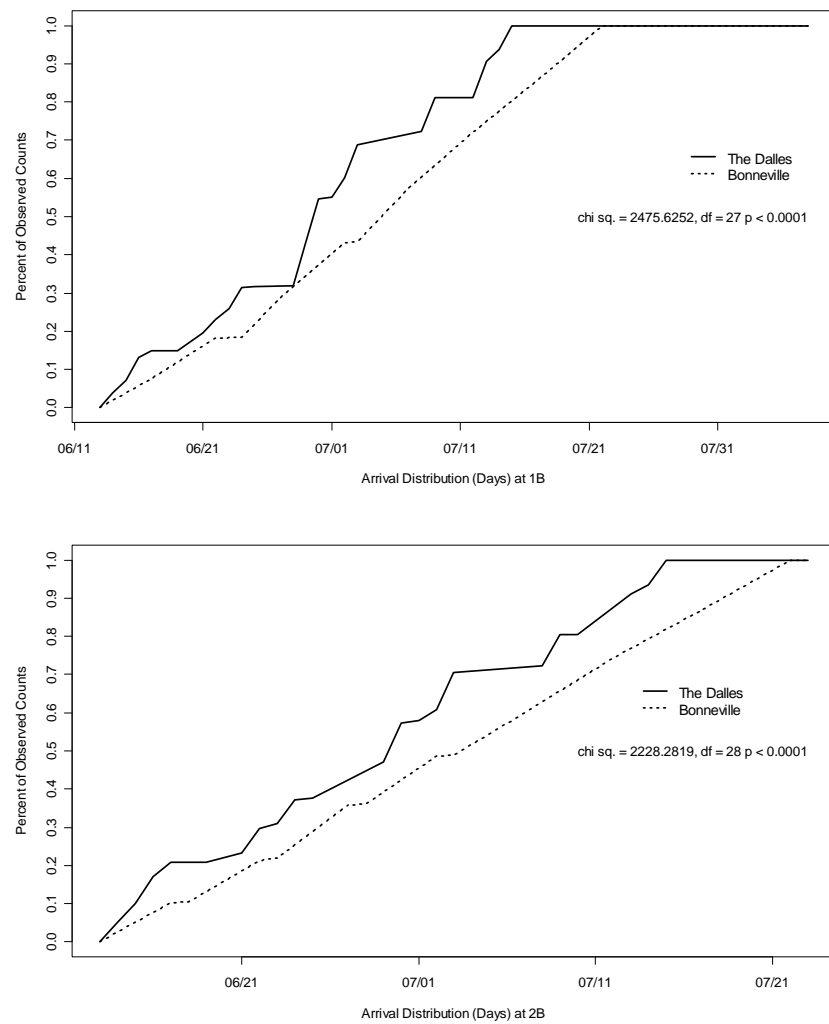 1.0
0.9
0.8
0.7
0.6
0.5
0.4
0.3
0.2
0.1
0.0
Percent of Observed Counts
The Dalles
Bonneville
chi sq. = 2475.6252, df = 27 p < 0.0001
06/11 06/21 07/01 07/11 07/21 07/31
Arrival Distribution (Days) at 1B
1.0
0.9
0.8
0.7
0.6
0.5
0.4
0.3
0.2
0.1
0.0
Percent of Observed Counts
The Dalles
Bonneville
chi sq. = 2228.2819, df = 28 p < 0.0001
06/21 07/01 07/11 07/21
Arrival Distribution (Days) at 2B